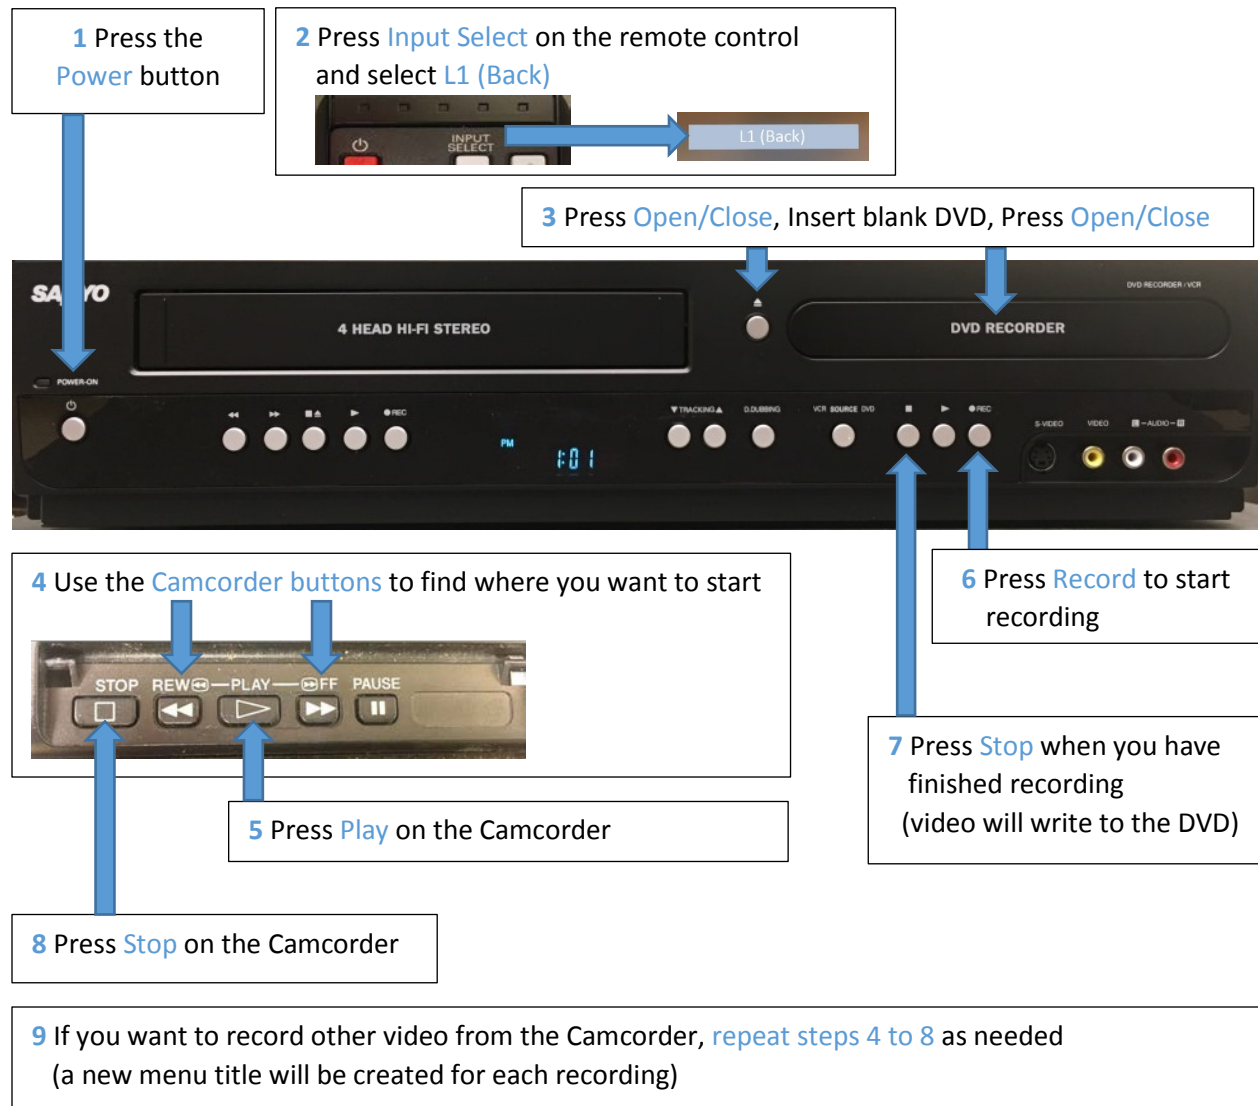 1 Press the
Power button
2 Press Input Select on the remote control
and select L1 (Back)
INPUT
SELECT
L1 (Back)
3 Press Open/Close, Insert blank DVD, Press Open/Close
DVD RECORDER / VCR
4 HEAD HI-FI STEREO
DVD RECORDER
POWER-ON
REC
▼ TRACKING ▲
D.DUBBING
VCR SOURCE DVD
REC
S-VIDEO
VIDEO
L - AUDIO - R
PM
1:01
4 Use the Camcorder buttons to find where you want to start
STOP REW PLAY FF PAUSE
5 Press Play on the Camcorder
6 Press Record to start
recording
7 Press Stop when you have
finished recording
(video will write to the DVD)
8 Press Stop on the Camcorder
9 If you want to record other video from the Camcorder, repeat steps 4 to 8 as needed
(a new menu title will be created for each recording)